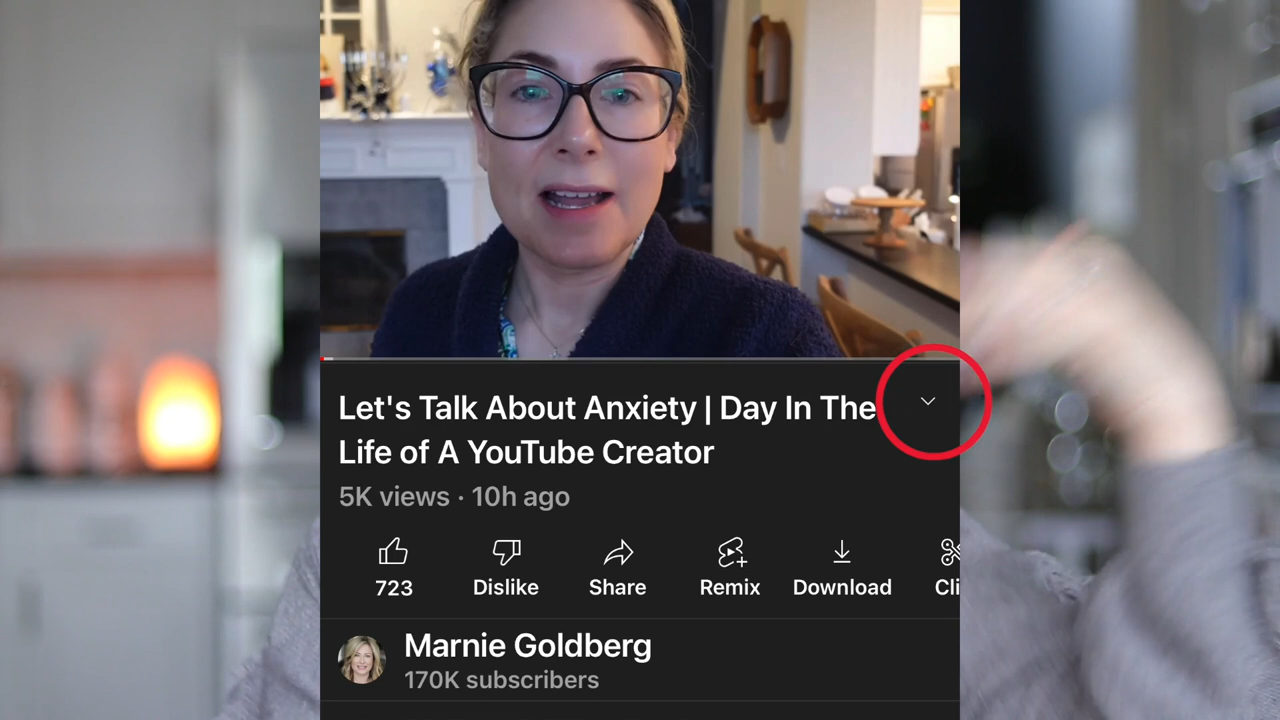 Let's Talk About Anxiety | Day In The
Life of A YouTube Creator
5K views · 10h ago
723
Dislike
Share
Remix
Download
Cli
Marnie Goldberg
170K subscribers